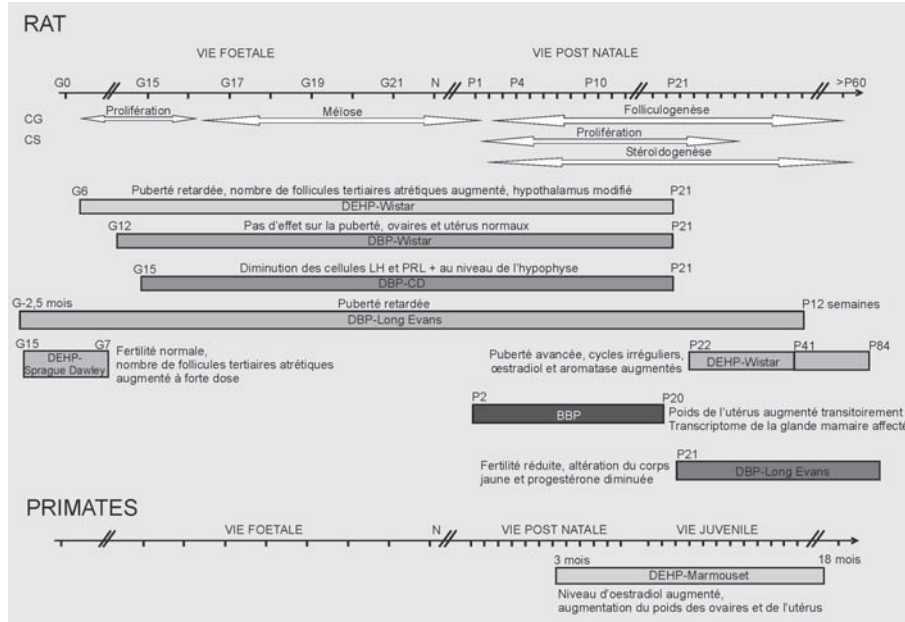 RAT
VIE FOETALE
VIE POST NATALE
G0 G15 G17 G19 G21 N P1 P4 P10 P21 >P60
CG Prolifération Méïose Folliculogenèse
CS Prolifération
Stéroïdogenèse
G6 Puberté retardée, nombre de follicules tertiaires atrétiques augmenté, hypothalamus modifié P21
DEHP-Wistar
G12 Pas d'effet sur la puberté, ovaires et utérus normaux P21
DBP-Wistar
G15 Diminution des cellules LH et PRL + au niveau de l'hypophyse P21
DBP-CD
G-2,5 mois Puberté retardée P12 semaines
DBP-Long Evans
G15 G7
DEHP-
Sprague Dawley
Fertilité normale,
nombre de follicules tertiaires atrétiques
augmenté à forte dose
Puberté avancée, cycles irréguliers,
œstradiol et aromatase augmentés
P22 P41 P84
DEHP-Wistar
P2 P20
BBP
Poids de l'utérus augmenté transitoirement
Transcriptome de la glande mamaire affecté
Fertilité réduite, altération du corps
jaune et progestérone diminuée
P21
DBP-Long Evans
PRIMATES
VIE FOETALE N VIE POST NATALE VIE JUVENILE
3 mois 18 mois
DEHP-Marmouset
Niveau d'oestradiol augmenté,
augmentation du poids des ovaires et de l'utérus